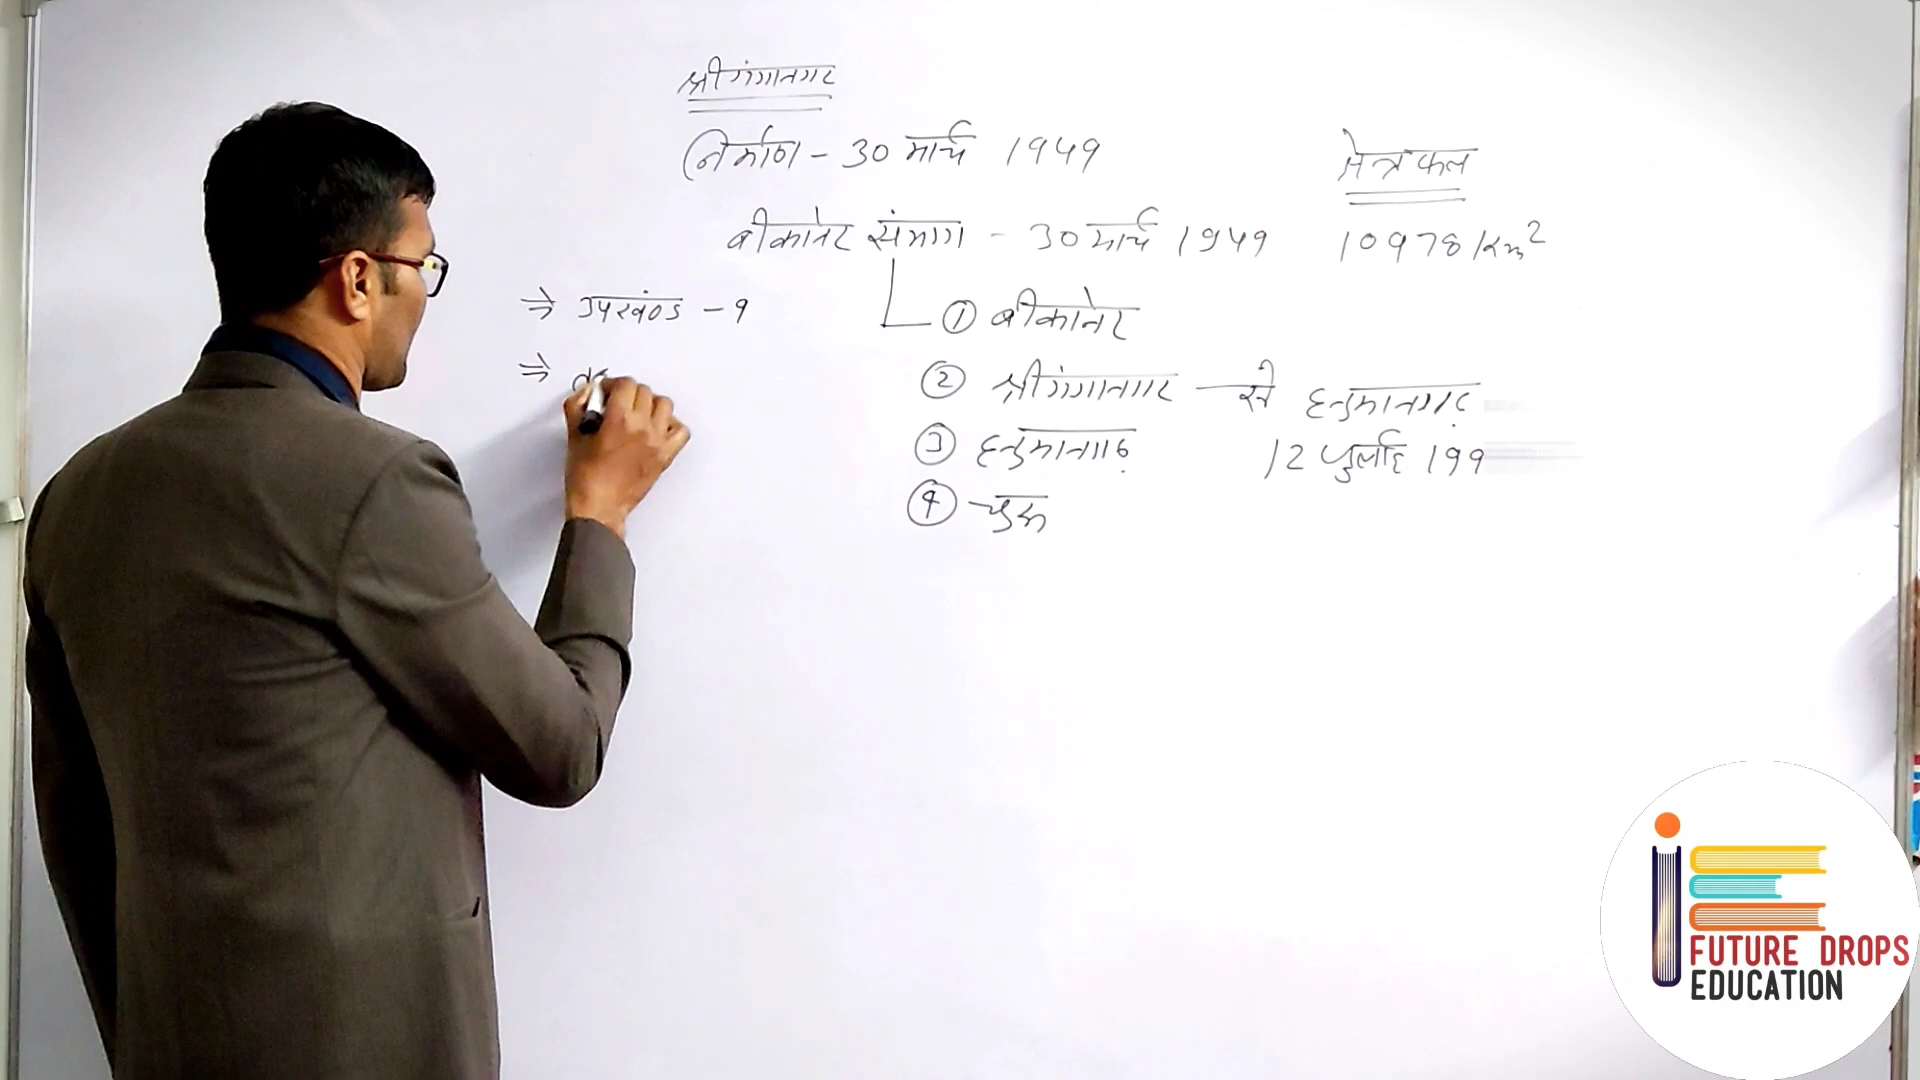 श्रीगंगानगर
निर्माण - 30 मार्च 1949
क्षेत्रफल
बीकानेर संभाग - 30 मार्च 1949
10978 km²
⇒ उपखंड - 9
① बीकानेर
⇒
② श्रीगंगानगर — से हनुमानगढ़
③ हनुमानगढ़
12 जुलाई 199
④ चुरू
FUTURE DROPS
EDUCATION